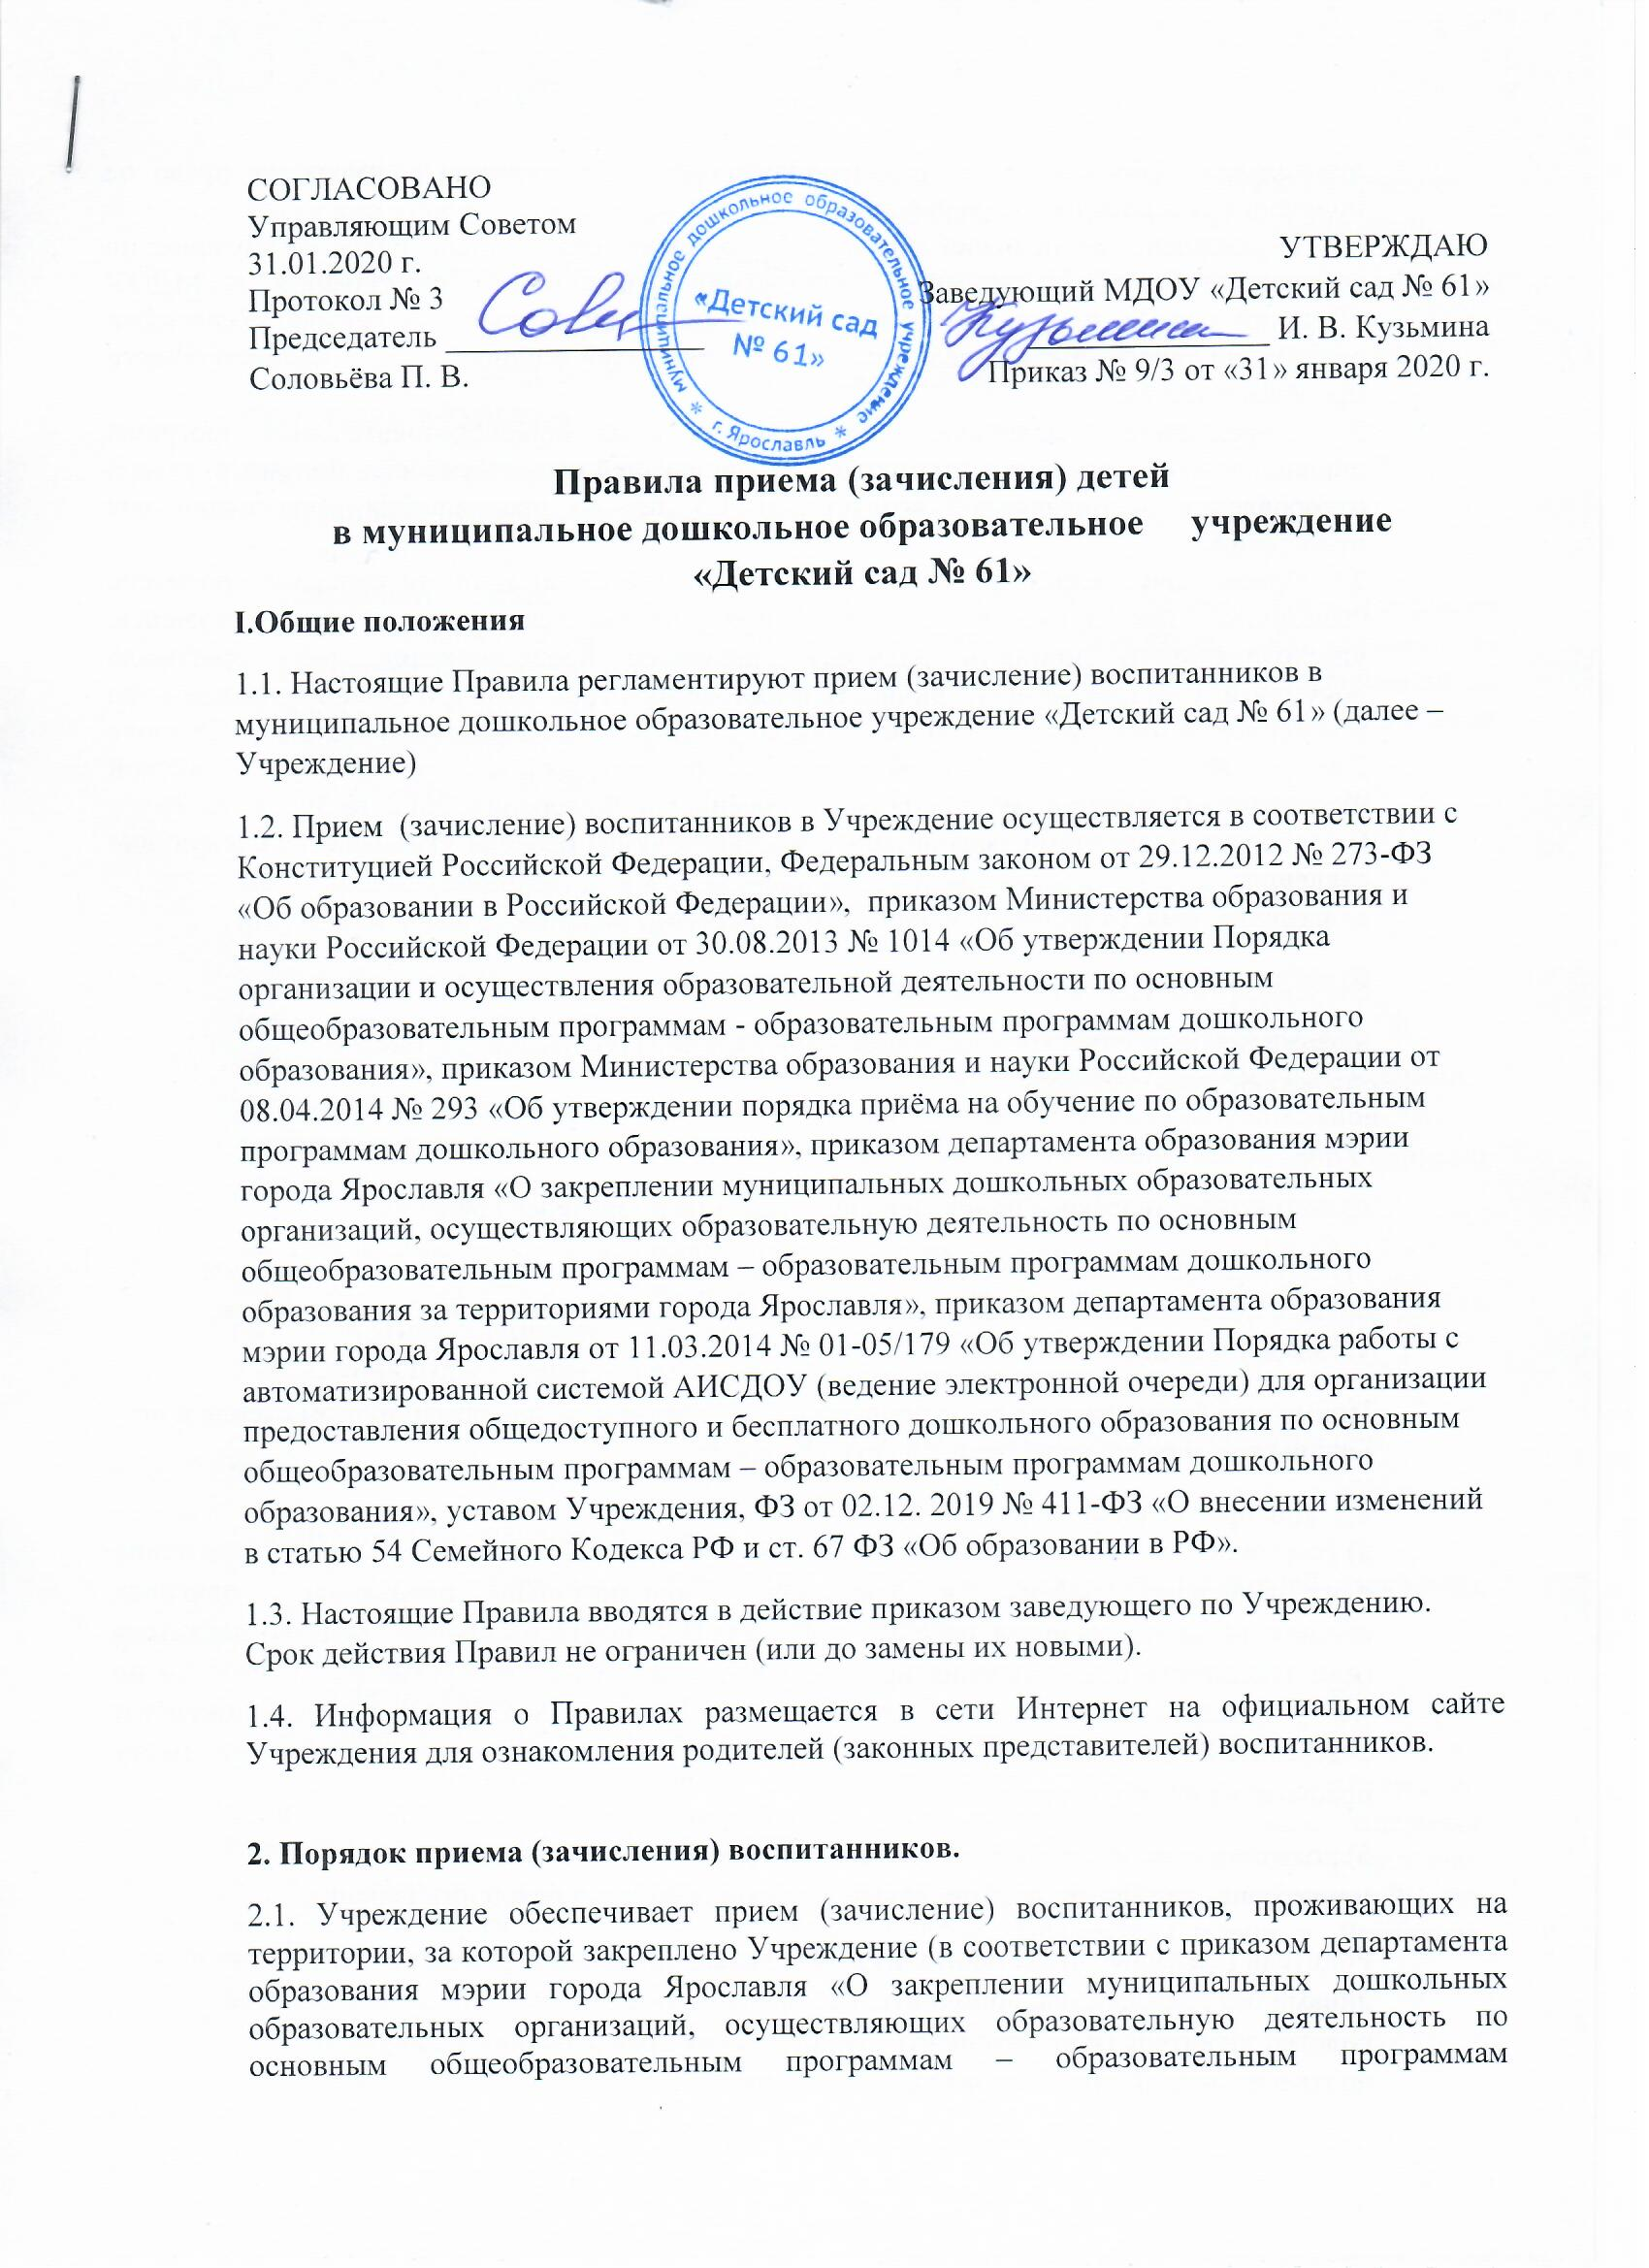 СОГЛАСОВАНО
Управляющим Советом
31.01.2020 г.
Протокол № 3
Председатель ________________
Соловьёва П. В.
муниципальное дошкольное образовательное учреждение
* г. Ярославль *
«Детский сад
№ 61»
УТВЕРЖДАЮ
Заведующий МДОУ «Детский сад № 61»
_______________ И. В. Кузьмина
Приказ № 9/3 от «31» января 2020 г.
Правила приема (зачисления) детей
в муниципальное дошкольное образовательное учреждение
«Детский сад № 61»
I.Общие положения
1.1. Настоящие Правила регламентируют прием (зачисление) воспитанников в
муниципальное дошкольное образовательное учреждение «Детский сад № 61» (далее –
Учреждение)
1.2. Прием (зачисление) воспитанников в Учреждение осуществляется в соответствии с
Конституцией Российской Федерации, Федеральным законом от 29.12.2012 № 273-ФЗ
«Об образовании в Российской Федерации», приказом Министерства образования и
науки Российской Федерации от 30.08.2013 № 1014 «Об утверждении Порядка
организации и осуществления образовательной деятельности по основным
общеобразовательным программам - образовательным программам дошкольного
образования», приказом Министерства образования и науки Российской Федерации от
08.04.2014 № 293 «Об утверждении порядка приёма на обучение по образовательным
программам дошкольного образования», приказом департамента образования мэрии
города Ярославля «О закреплении муниципальных дошкольных образовательных
организаций, осуществляющих образовательную деятельность по основным
общеобразовательным программам – образовательным программам дошкольного
образования за территориями города Ярославля», приказом департамента образования
мэрии города Ярославля от 11.03.2014 № 01-05/179 «Об утверждении Порядка работы с
автоматизированной системой АИСДОУ (ведение электронной очереди) для организации
предоставления общедоступного и бесплатного дошкольного образования по основным
общеобразовательным программам – образовательным программам дошкольного
образования», уставом Учреждения, ФЗ от 02.12. 2019 № 411-ФЗ «О внесении изменений
в статью 54 Семейного Кодекса РФ и ст. 67 ФЗ «Об образовании в РФ».
1.3. Настоящие Правила вводятся в действие приказом заведующего по Учреждению.
Срок действия Правил не ограничен (или до замены их новыми).
1.4. Информация о Правилах размещается в сети Интернет на официальном сайте
Учреждения для ознакомления родителей (законных представителей) воспитанников.
2. Порядок приема (зачисления) воспитанников.
2.1. Учреждение обеспечивает прием (зачисление) воспитанников, проживающих на
территории, за которой закреплено Учреждение (в соответствии с приказом департамента
образования мэрии города Ярославля «О закреплении муниципальных дошкольных
образовательных организаций, осуществляющих образовательную деятельность по
основным общеобразовательным программам – образовательным программам